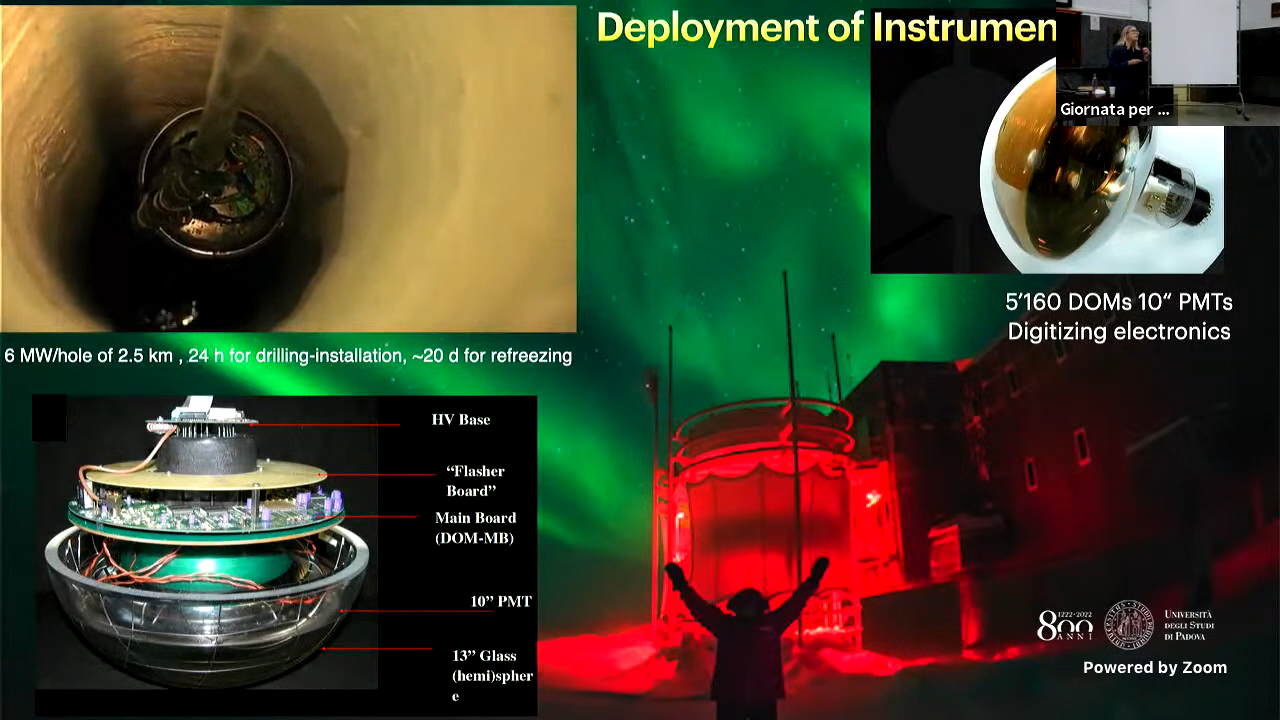 Deployment of Instrumen
Giornata per ...
5’160 DOMs 10“ PMTs
Digitizing electronics
6 MW/hole of 2.5 km , 24 h for drilling-installation, ~20 d for refreezing
HV Base
“Flasher
Board”
Main Board
(DOM-MB)
10” PMT
13” Glass
(hemi)spher
e
1222·2022
800
ANNI
UNIVERSITÀ
DEGLI STUDI
DI PADOVA
Powered by Zoom